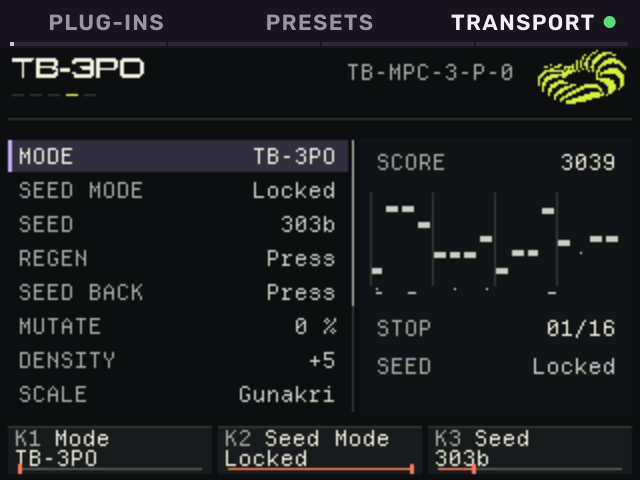 PLUG-INS PRESETS TRANSPORT
TB-3PO TB-MPC-3-P-0
MODE TB-3PO
SEED MODE Locked
SEED 303b
REGEN Press
SEED BACK Press
MUTATE 0 %
DENSITY +5
SCALE Gunakri
SCORE 3039
STOP 01/16
SEED Locked
K1 Mode
TB-3PO
K2 Seed Mode
Locked
K3 Seed
303b